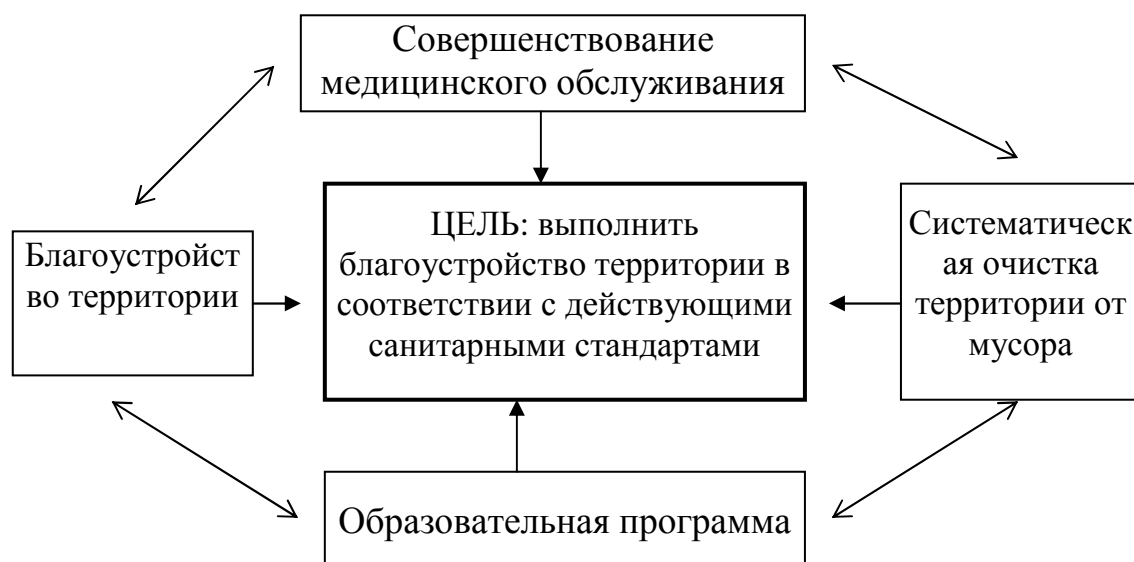 Совершенствование
медицинского обслуживания
Благоустройст
во территории
ЦЕЛЬ: выполнить
благоустройство территории в
соответствии с действующими
санитарными стандартами
Систематическ
ая очистка
территории от
мусора
Образовательная программа